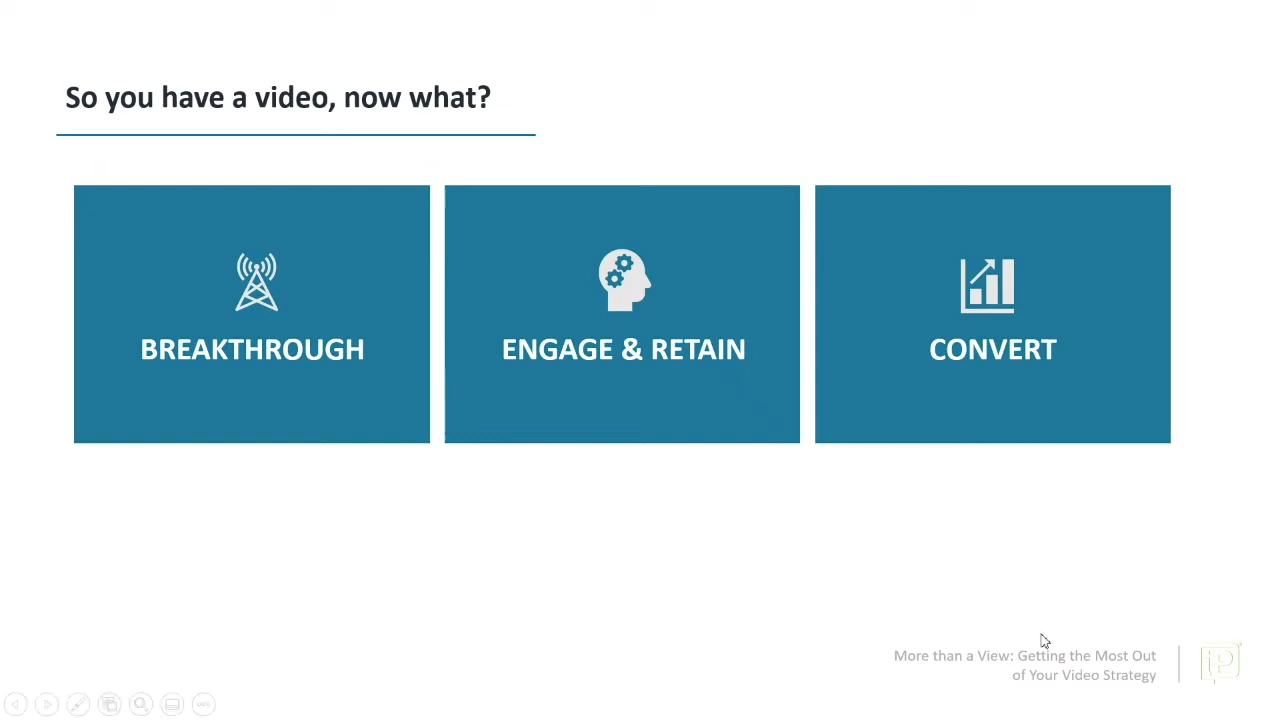 So you have a video, now what?
BREAKTHROUGH
ENGAGE & RETAIN
CONVERT
More than a View: Getting the Most Out
of Your Video Strategy
iP